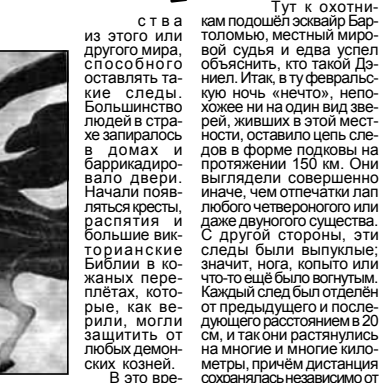 ства
из этого или
другого мира,
способного
оставлять та-
кие следы.
Большинство
людей в стра-
хе запиралось
в домах и
баррикадиро-
вало двери.
Начали появ-
ляться кресты,
распятия и
большие вик-
торианские
Библии в ко-
жаных пере-
плётах, кото-
рые, как ве-
рили, могли
защитить от
любых демон-
ских козней.
В это вре-
Тут к охотни-
кам подошёл эсквайр Бар-
толомью, местный миро-
вой судья и едва успел
объяснить, кто такой Дэ-
ниел. Итак, в ту февральс-
кую ночь «нечто», непо-
хожее ни на один вид зве-
рей, живших в этой мест-
ности, оставило цепь сле-
дов в форме подковы на
протяжении 150 км. Они
выглядели совершенно
иначе, чем отпечатки лап
любого четвероногого или
даже двуногого существа.
С другой стороны, эти
следы были выпуклые;
значит, нога, копыто или
что-то ещё было вогнутым.
Каждый след был отделён
от предыдущего и после-
дующего расстоянием в 20
см, и так они растянулись
на многие и многие кило-
метры, причём дистанция
сохранялась независимо от